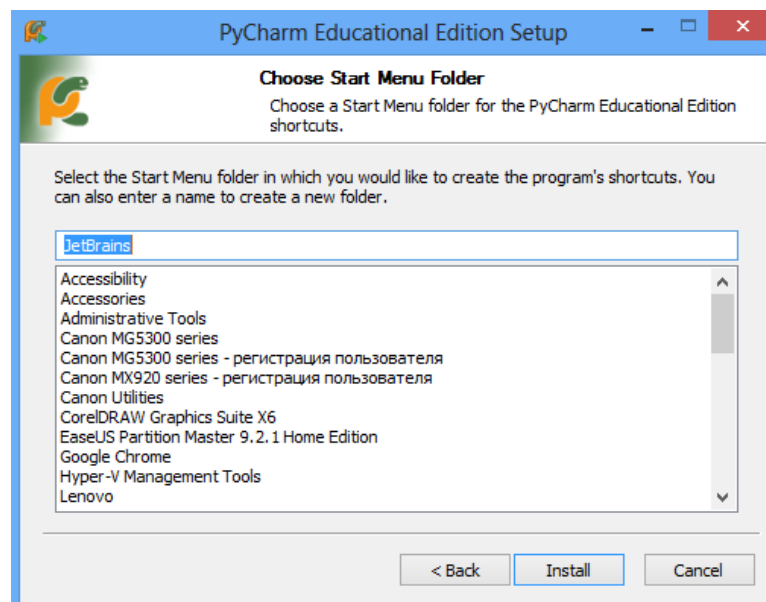 PyCharm Educational Edition Setup
Choose Start Menu Folder
Choose a Start Menu folder for the PyCharm Educational Edition
shortcuts.
Select the Start Menu folder in which you would like to create the program's shortcuts. You
can also enter a name to create a new folder.
JetBrains
Accessibility
Accessories
Administrative Tools
Canon MG5300 series
Canon MG5300 series - регистрация пользователя
Canon MX920 series - регистрация пользователя
Canon Utilities
CorelDRAW Graphics Suite X6
EaseUS Partition Master 9.2.1 Home Edition
Google Chrome
Hyper-V Management Tools
Lenovo
< Back Install Cancel